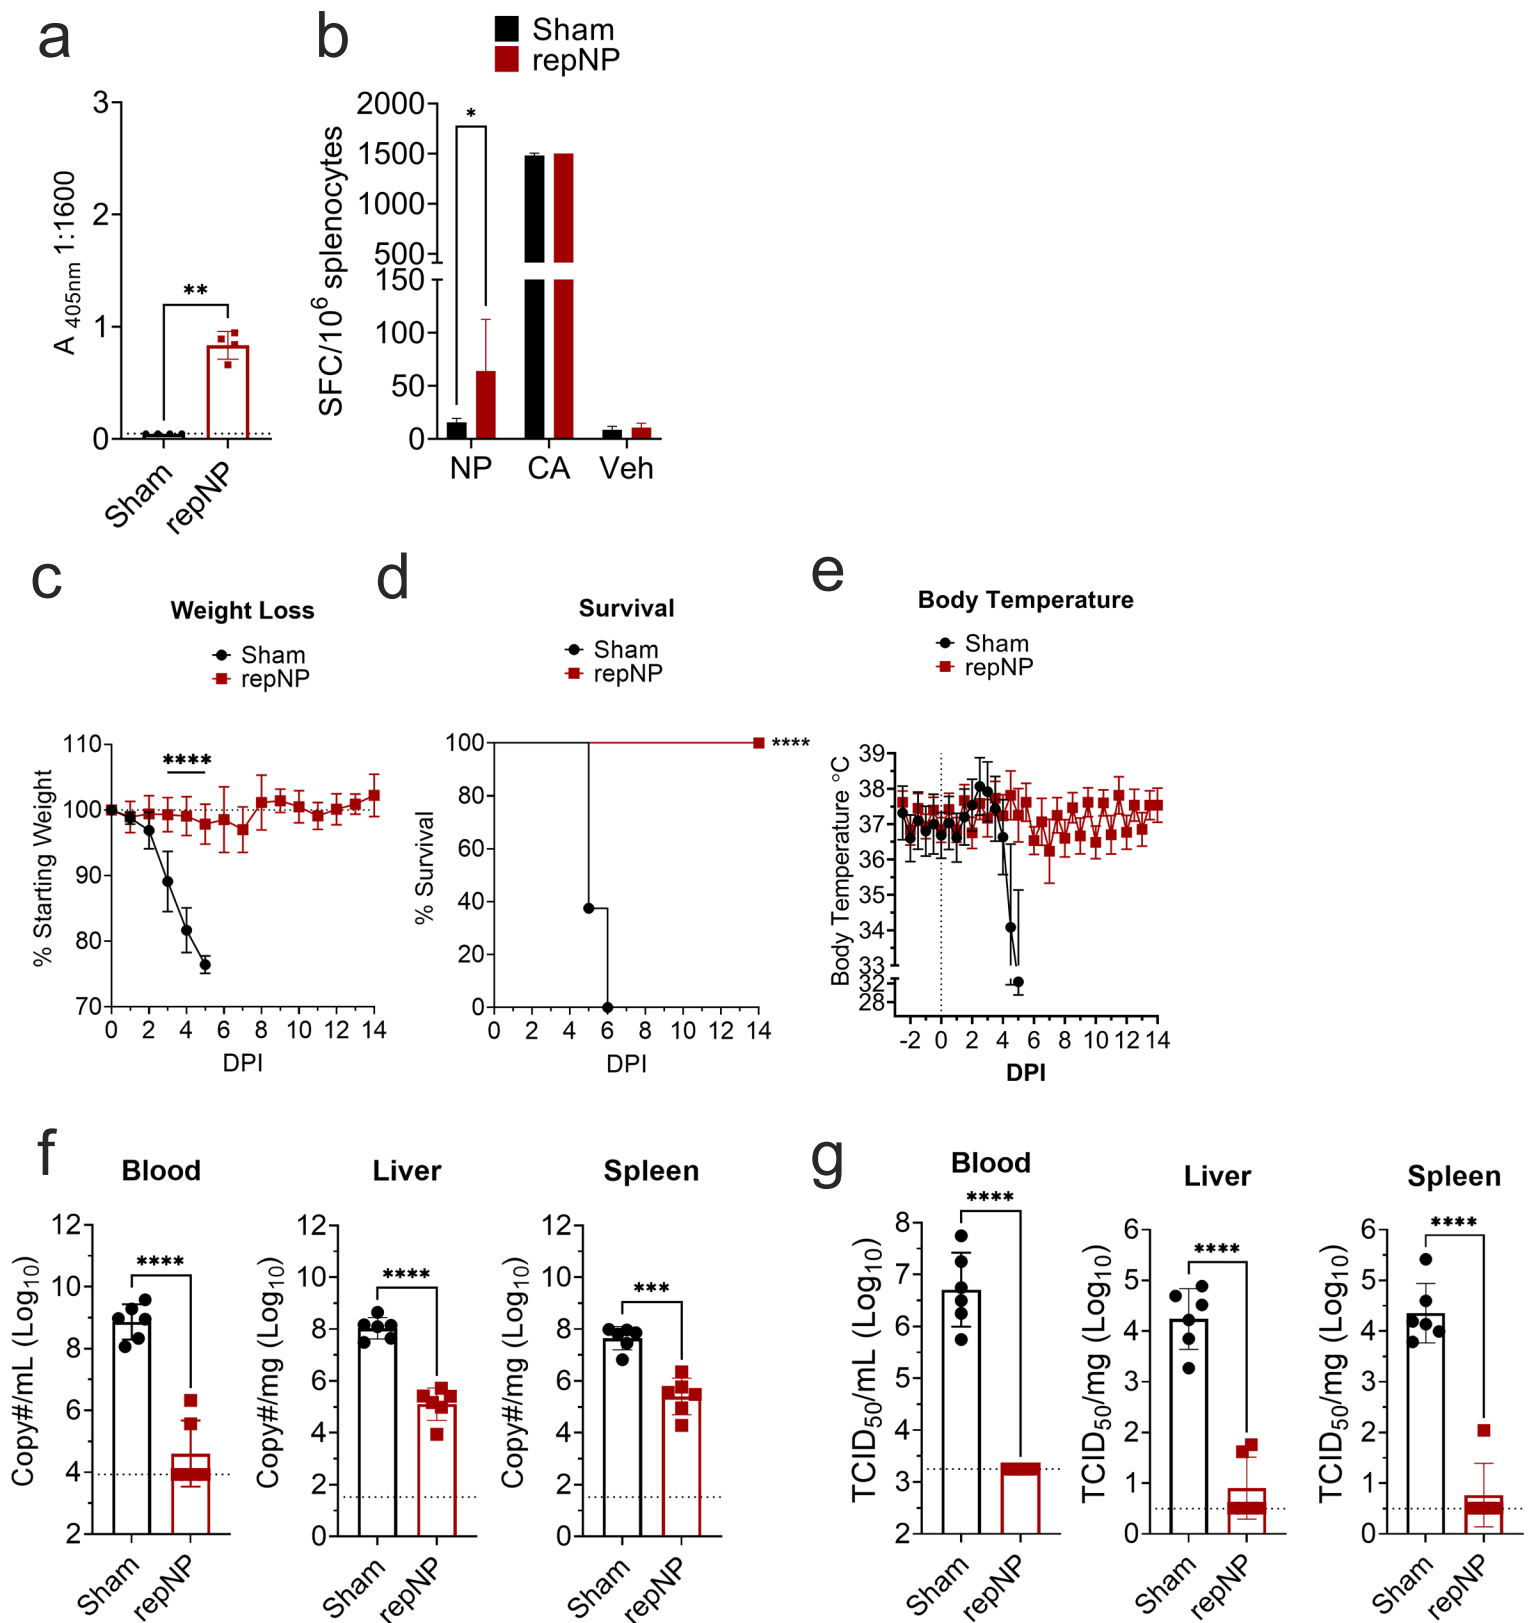 a
3
2
1
0
A 405nm 1:1600
**
Sham
repNP
b
Sham
repNP
2000
1500
1000
500
150
100
50
0
SFC/10⁶ splenocytes
*
NP CA Veh
c
Weight Loss
Sham
repNP
110
100
90
80
70
% Starting Weight
****
0 2 4 6 8 10 12 14
DPI
d
Survival
Sham
repNP
100
80
60
40
20
0
% Survival
****
0 2 4 6 8 10 12 14
DPI
e
Body Temperature
Sham
repNP
39
38
37
36
35
34
33
32
28
Body Temperature °C
-2 0 2 4 6 8 10 12 14
DPI
f
Blood
12
10
8
6
4
2
Copy#/mL (Log₁₀)
****
Sham
repNP
Liver
12
10
8
6
4
2
0
Copy#/mg (Log₁₀)
****
Sham
repNP
Spleen
12
10
8
6
4
2
0
Copy#/mg (Log₁₀)
***
Sham
repNP
g
Blood
8
7
6
5
4
3
2
TCID₅₀/mL (Log₁₀)
****
Sham
repNP
Liver
6
5
4
3
2
1
0
TCID₅₀/mg (Log₁₀)
****
Sham
repNP
Spleen
6
5
4
3
2
1
0
TCID₅₀/mg (Log₁₀)
****
Sham
repNP